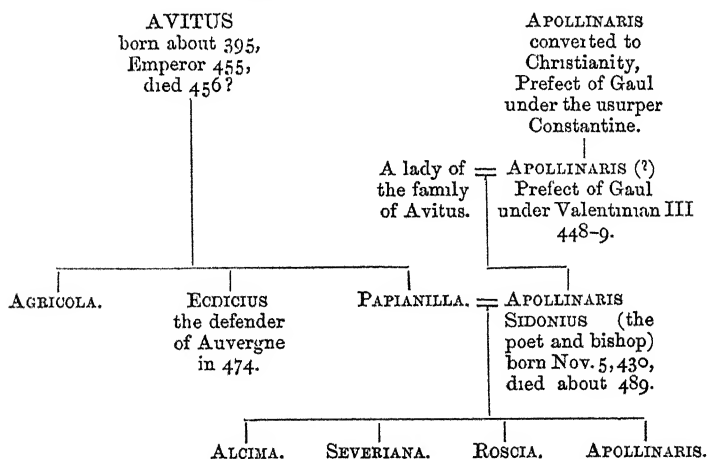 AVITUS
born about 395,
Emperor 455,
died 456?
APOLLINARIS
converted to
Christianity,
Prefect of Gaul
under the usurper
Constantine.
A lady of
the family
of Avitus.
=
APOLLINARIS (?)
Prefect of Gaul
under Valentinian III
448-9.
AGRICOLA.
ECDICIUS
the defender
of Auvergne
in 474.
PAPIANILLA. =
APOLLINARIS
SIDONIUS (the
poet and bishop)
born Nov. 5, 430,
died about 489.
ALCIMA. SEVERIANA. ROSCIA. APOLLINARIS.